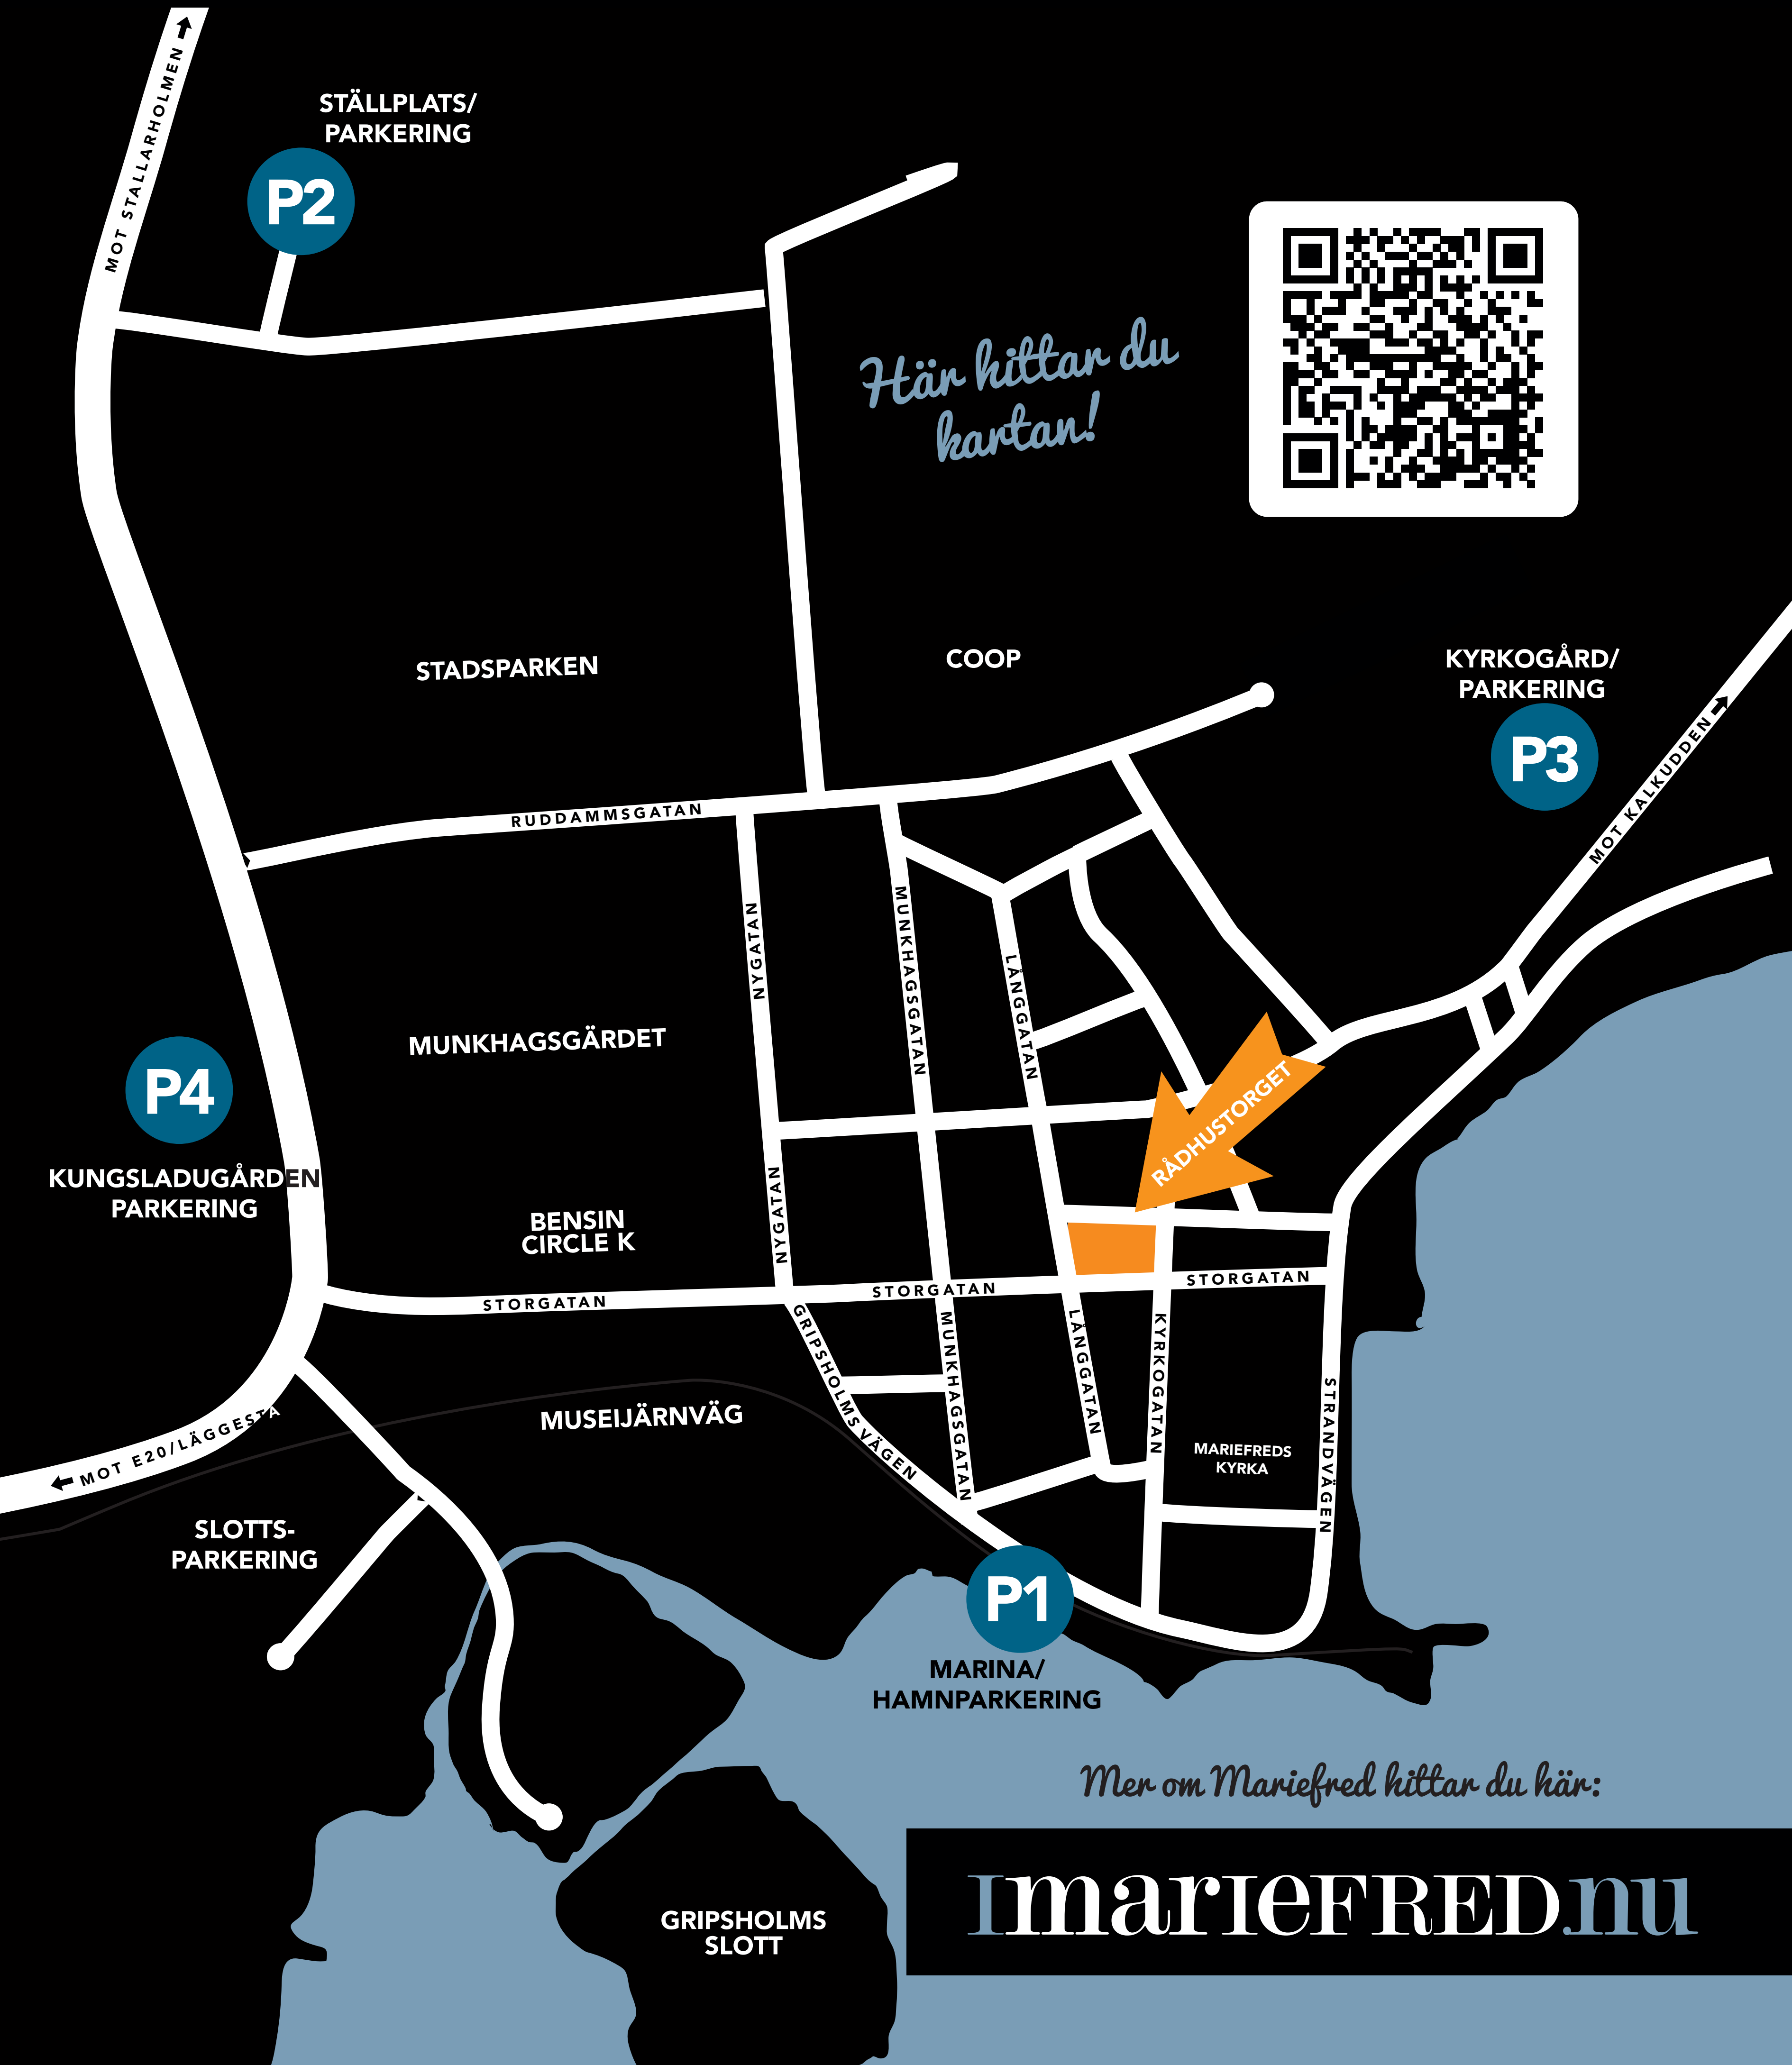 MOT STALLARHOLMEN
STÄLLPLATS/
PARKERING
P2
Här hittar du
kartan!
STADSPARKEN
COOP
KYRKOGÅRD/
PARKERING
P3
MOT KALKUDDEN
RUDDAMMSGATAN
NYGATAN
MUNKHAGSGATAN
LÅNGGATAN
MUNKHAGSGÄRDET
P4
KUNGSLADUGÅRDEN
PARKERING
RÅDHUSTORGET
NYGATAN
BENSIN
CIRCLE K
STORGATAN
STORGATAN
STORGATAN
GRIPSHOLMSVÄGEN
MUNKHAGSGATAN
LÅNGGATAN
KYRKOGATAN
STRANDVÄGEN
MUSEIJÄRNVÄG
MARIEFREDS
KYRKA
MOT E20/LÄGGESTA
SLOTTS-
PARKERING
P1
MARINA/
HAMNPARKERING
Mer om Mariefred hittar du här:
ImarIeFRED.nu
GRIPSHOLMS
SLOTT